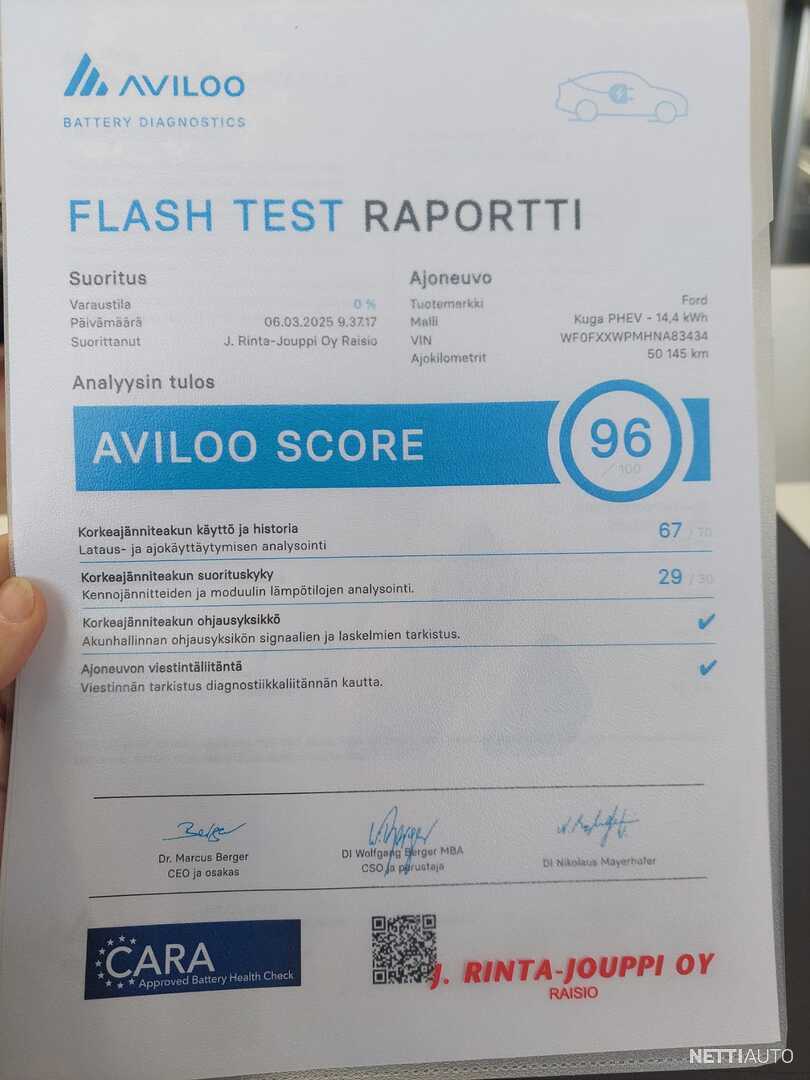 AVILOO
BATTERY DIAGNOSTICS
FLASH TEST RAPORTTI
Suoritus
Varaustila 0 %
Päivämäärä 06.03.2025 9.37.17
Suorittanut J. Rinta-Jouppi Oy Raisio
Ajoneuvo
Tuotemerkki Ford
Malli Kuga PHEV - 14,4 kWh
VIN WF0FXXWPMHNA83434
Ajokilometrit 50 145 km
Analyysin tulos
AVILOO SCORE 96 / 100
Korkeajänniteakun käyttö ja historia 67 / 70
Lataus- ja ajokäyttäytymisen analysointi
Korkeajänniteakun suorituskyky 29 / 30
Kennojännitteiden ja moduulin lämpötilojen analysointi.
Korkeajänniteakun ohjausyksikkö ✔
Akunhallinnan ohjausyksikön signaalien ja laskelmien tarkistus.
Ajoneuvon viestintäliitäntä ✔
Viestinnän tarkistus diagnostiikkaliitännän kautta.
Berger
Dr. Marcus Berger
CEO ja osakas
DI Wolfgang Berger MBA
CSO ja perustaja
DI Nikolaus Mayerhofer
CARA
Approved Battery Health Check
J. RINTA-JOUPPI OY
RAISIO
NETTIAUTO